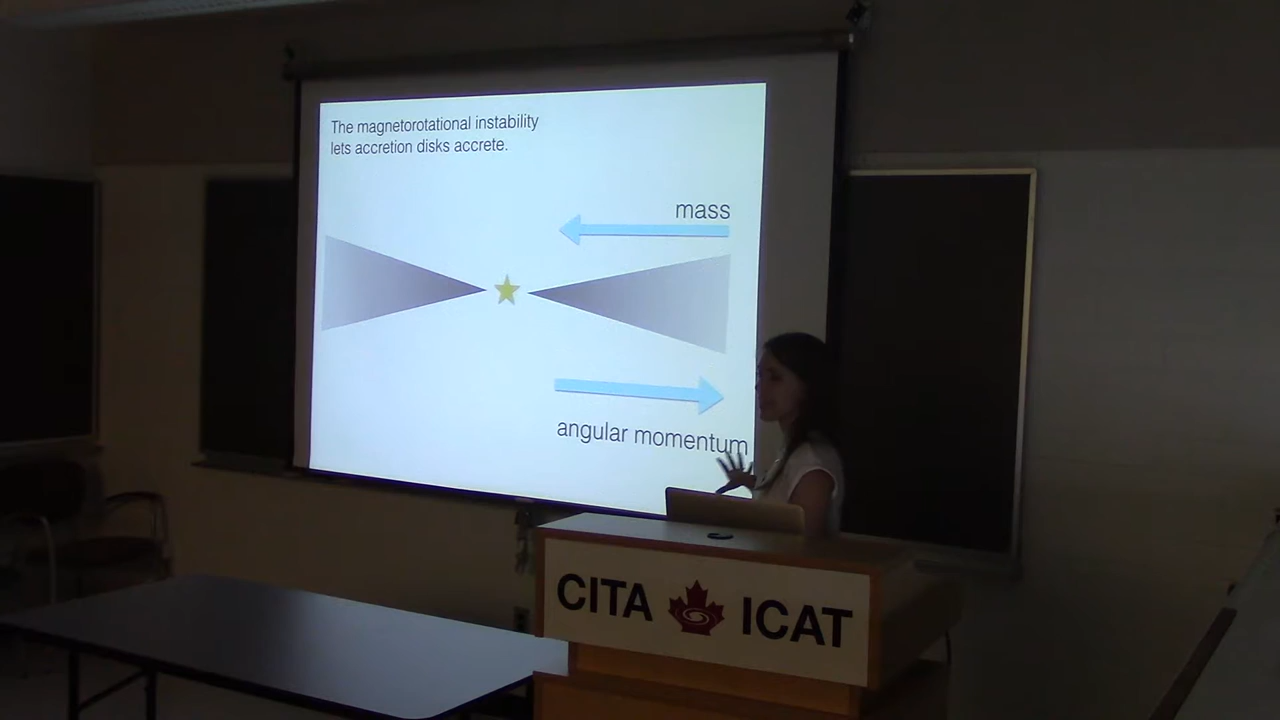 The magnetorotational instability
lets accretion disks accrete.
mass
angular momentum
CITA ICAT